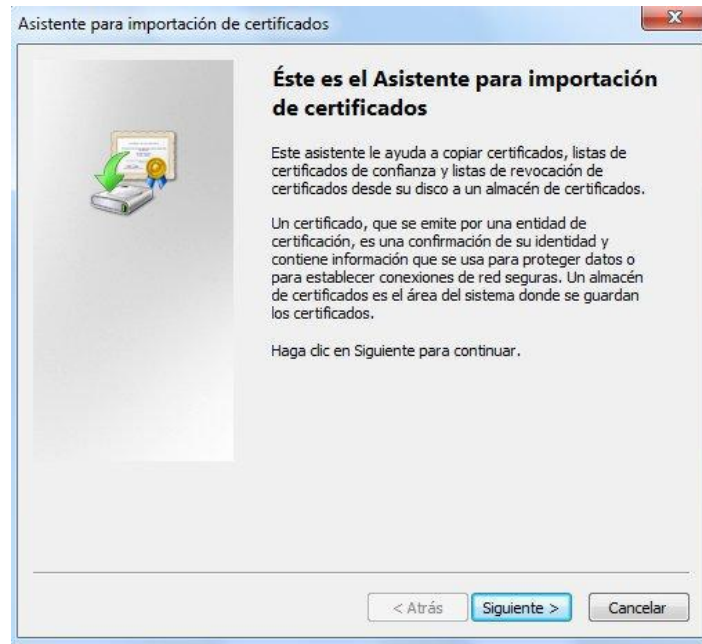 Asistente para importación de certificados
Éste es el Asistente para importación
de certificados
Este asistente le ayuda a copiar certificados, listas de
certificados de confianza y listas de revocación de
certificados desde su disco a un almacén de certificados.
Un certificado, que se emite por una entidad de
certificación, es una confirmación de su identidad y
contiene información que se usa para proteger datos o
para establecer conexiones de red seguras. Un almacén
de certificados es el área del sistema donde se guardan
los certificados.
Haga clic en Siguiente para continuar.
< Atrás Siguiente > Cancelar